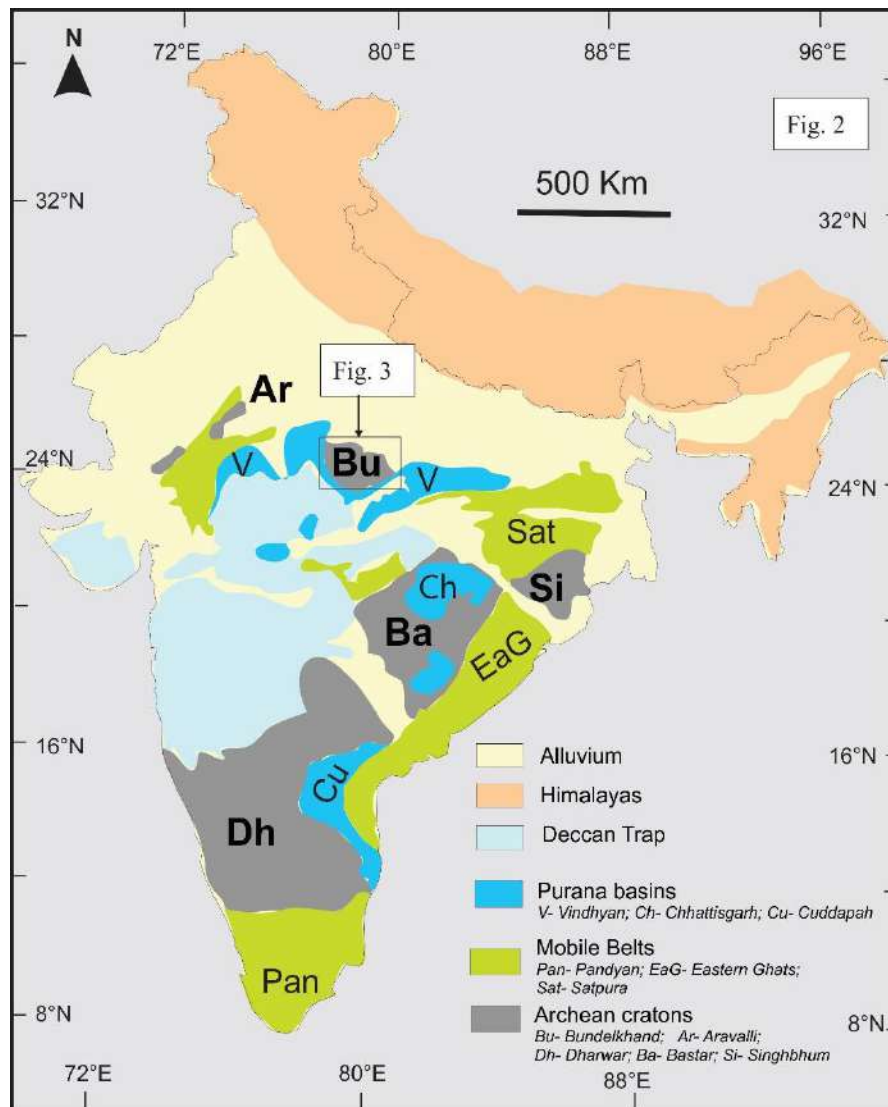 N
72°E 80°E 88°E 96°E
Fig. 2
500 Km
32°N 32°N
Fig. 3
Ar
24°N V Bu V 24°N
Sat
Ch Si
Ba
EaG
16°N 16°N
Cu
Dh
Pan
8°N 8°N
Alluvium
Himalayas
Deccan Trap
Purana basins
V- Vindhyan; Ch- Chhattisgarh; Cu- Cuddapah
Mobile Belts
Pan- Pandyan; EaG- Eastern Ghats;
Sat- Satpura
Archean cratons
Bu- Bundelkhand; Ar- Aravalli;
Dh- Dharwar; Ba- Bastar; Si- Singhbhum
72°E 80°E 88°E